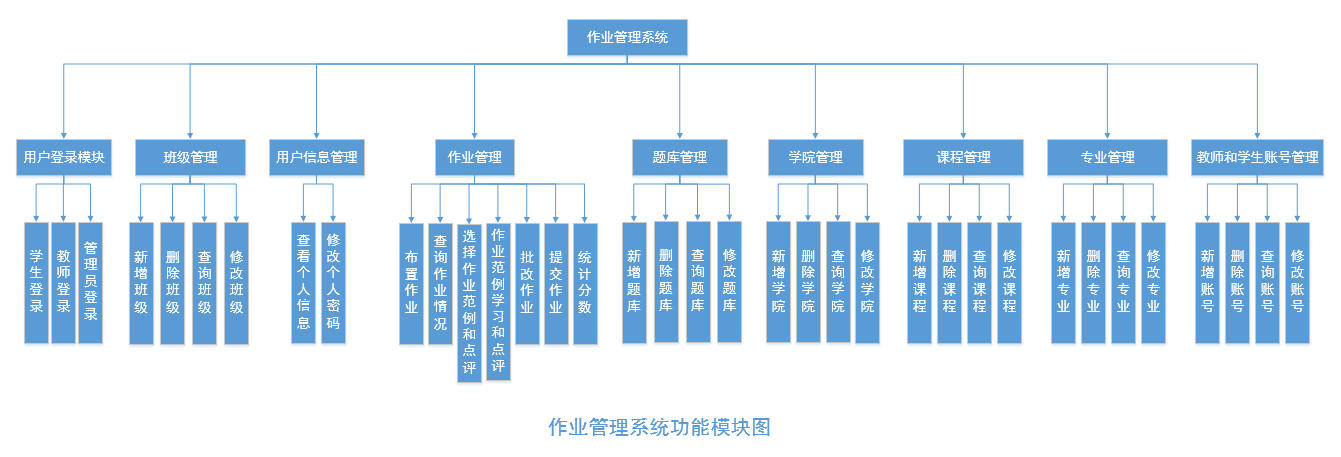 作业管理系统
用户登录模块
班级管理
用户信息管理
作业管理
题库管理
学院管理
课程管理
专业管理
教师和学生账号管理
学生登录
教师登录
管理员登录
新增班级
删除班级
查询班级
修改班级
查看个人信息
修改个人密码
布置作业
查询作业情况
选择作业范例和点评
作业范例学习和点评
批改作业
提交作业
统计分数
新增题库
删除题库
查询题库
修改题库
新增学院
删除学院
查询学院
修改学院
新增课程
删除课程
查询课程
修改课程
新增专业
删除专业
查询专业
修改专业
新增账号
删除账号
查询账号
修改账号
作业管理系统功能模块图